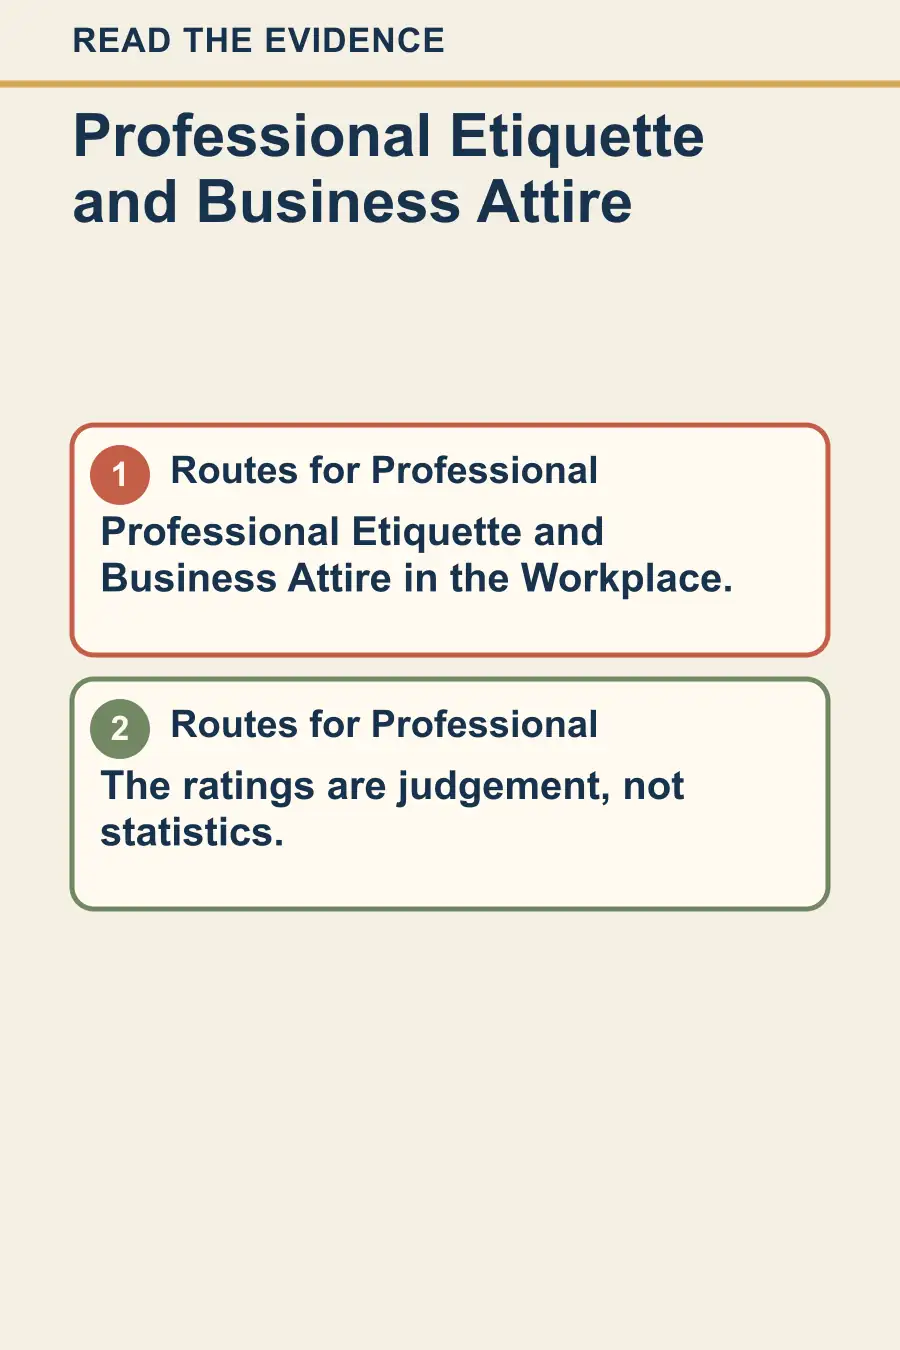 READ THE EVIDENCE
Professional Etiquette
and Business Attire
1 Routes for Professional
Professional Etiquette and
Business Attire in the Workplace.
2 Routes for Professional
The ratings are judgement, not
statistics.